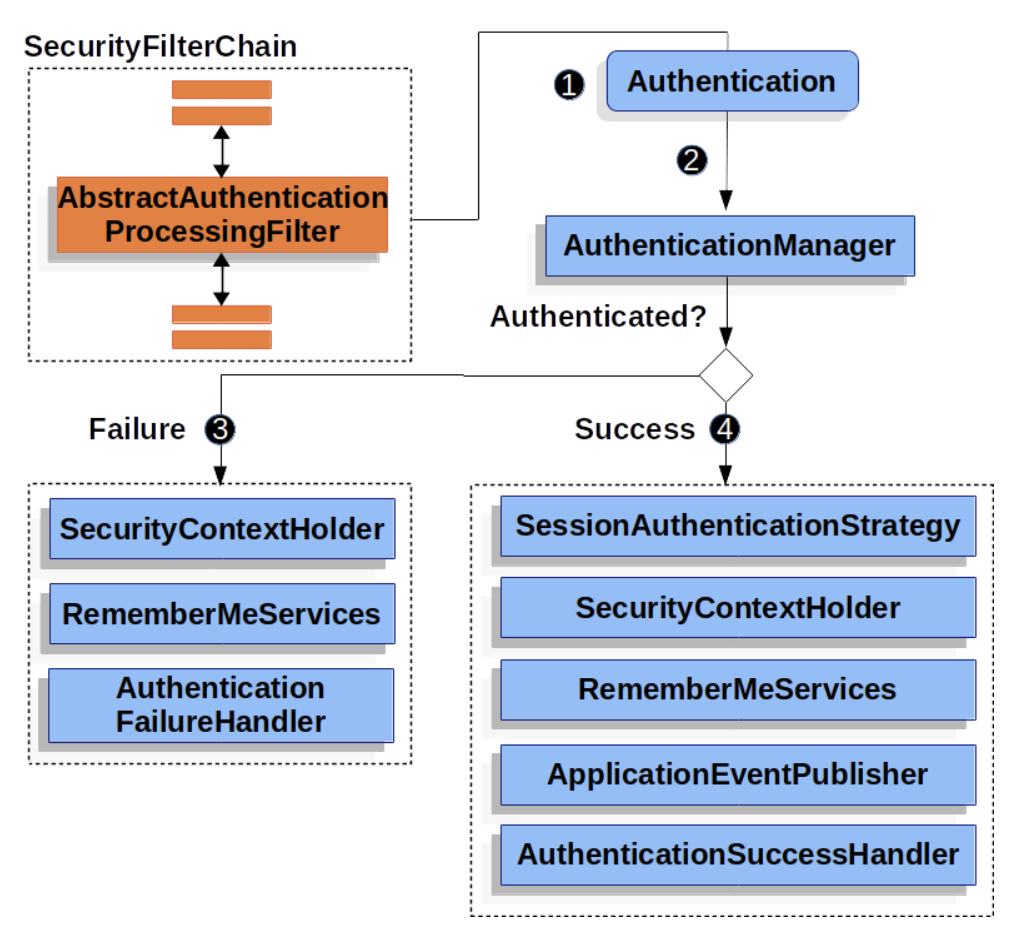 SecurityFilterChain
AbstractAuthentication
ProcessingFilter
1
Authentication
2
AuthenticationManager
Authenticated?
Failure
3
SecurityContextHolder
RememberMeServices
Authentication
FailureHandler
Success
4
SessionAuthenticationStrategy
SecurityContextHolder
RememberMeServices
ApplicationEventPublisher
AuthenticationSuccessHandler